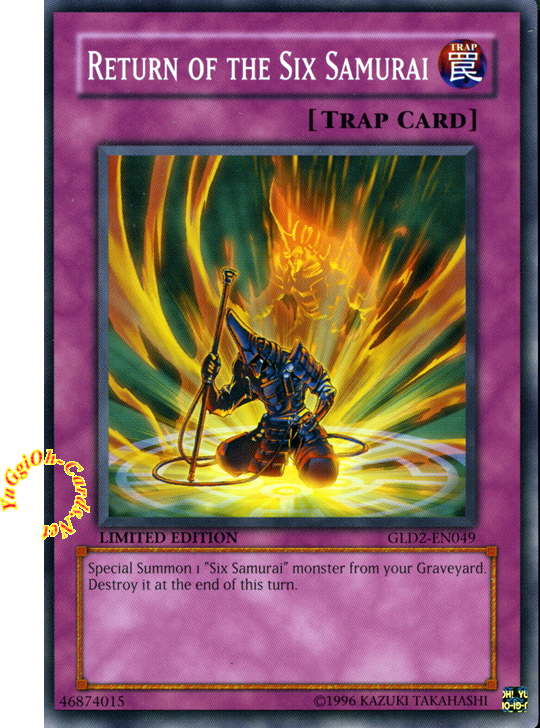 RETURN OF THE SIX SAMURAI
TRAP
罠
[TRAP CARD]
YuGgiOh-Cards.Net
LIMITED EDITION GLD2-EN049
Special Summon 1 "Six Samurai" monster from your Graveyard.
Destroy it at the end of this turn.
46874015 ©1996 KAZUKI TAKAHASHI